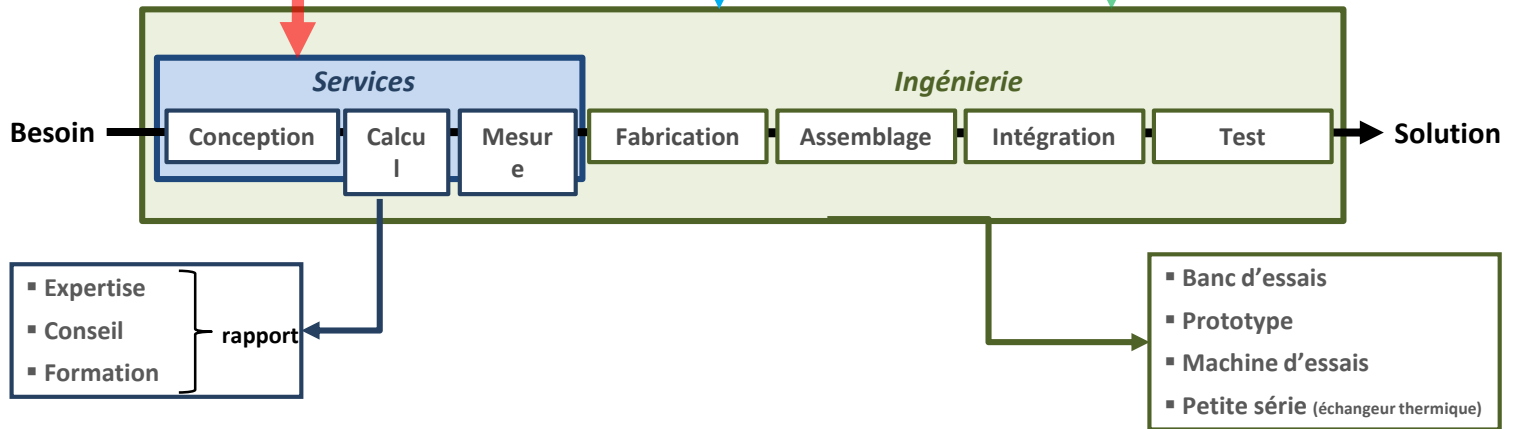 Services
Ingénierie
Besoin
Conception
Calcu
l
Mesur
e
Fabrication
Assemblage
Intégration
Test
Solution
▪ Expertise
▪ Conseil
▪ Formation
rapport
▪ Banc d’essais
▪ Prototype
▪ Machine d’essais
▪ Petite série (échangeur thermique)